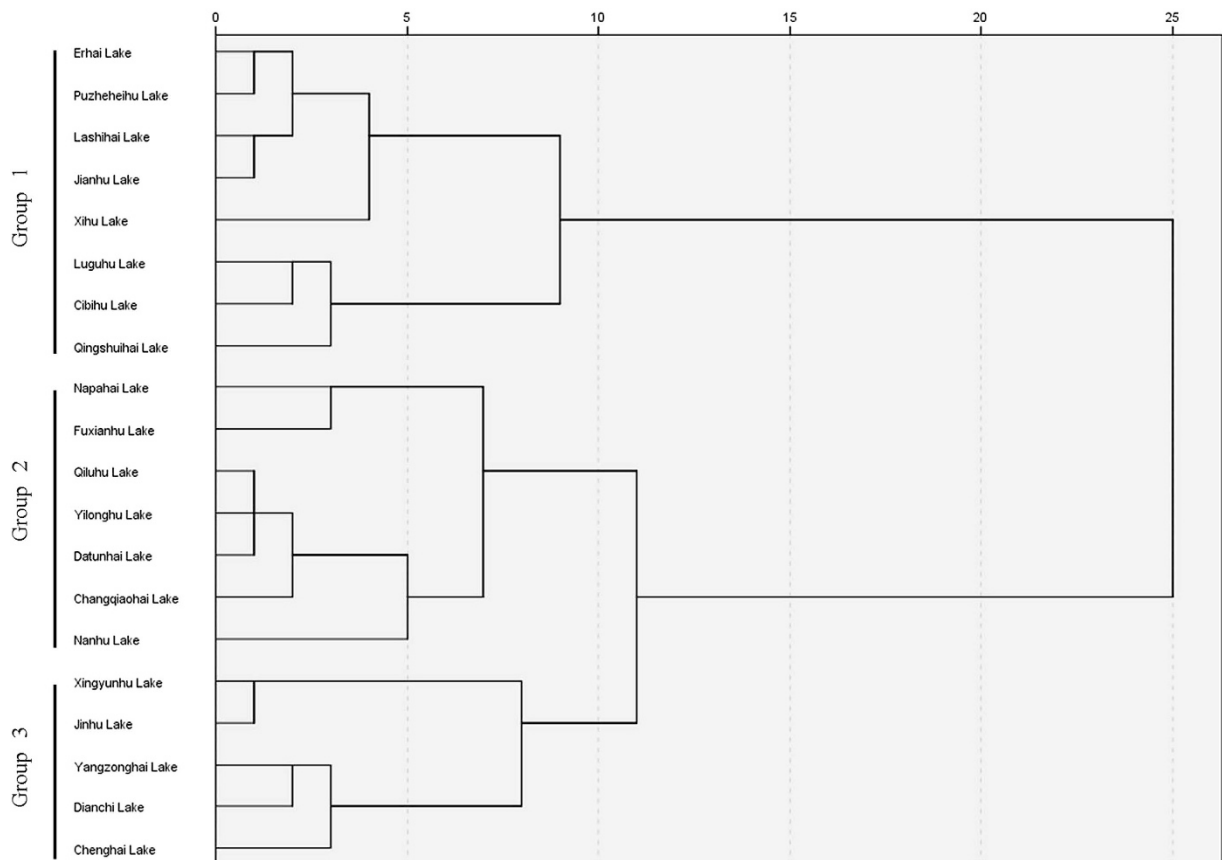 0 5 10 15 20 25
Group 1
Erhai Lake
Puzheheihu Lake
Lashihai Lake
Jianhu Lake
Xihu Lake
Luguhu Lake
Cibihu Lake
Qingshuihai Lake
Group 2
Napahai Lake
Fuxianhu Lake
Qiluhu Lake
Yilonghu Lake
Datunhai Lake
Changqiaohai Lake
Nanhu Lake
Group 3
Xingyunhu Lake
Jinhu Lake
Yangzonghai Lake
Dianchi Lake
Chenghai Lake